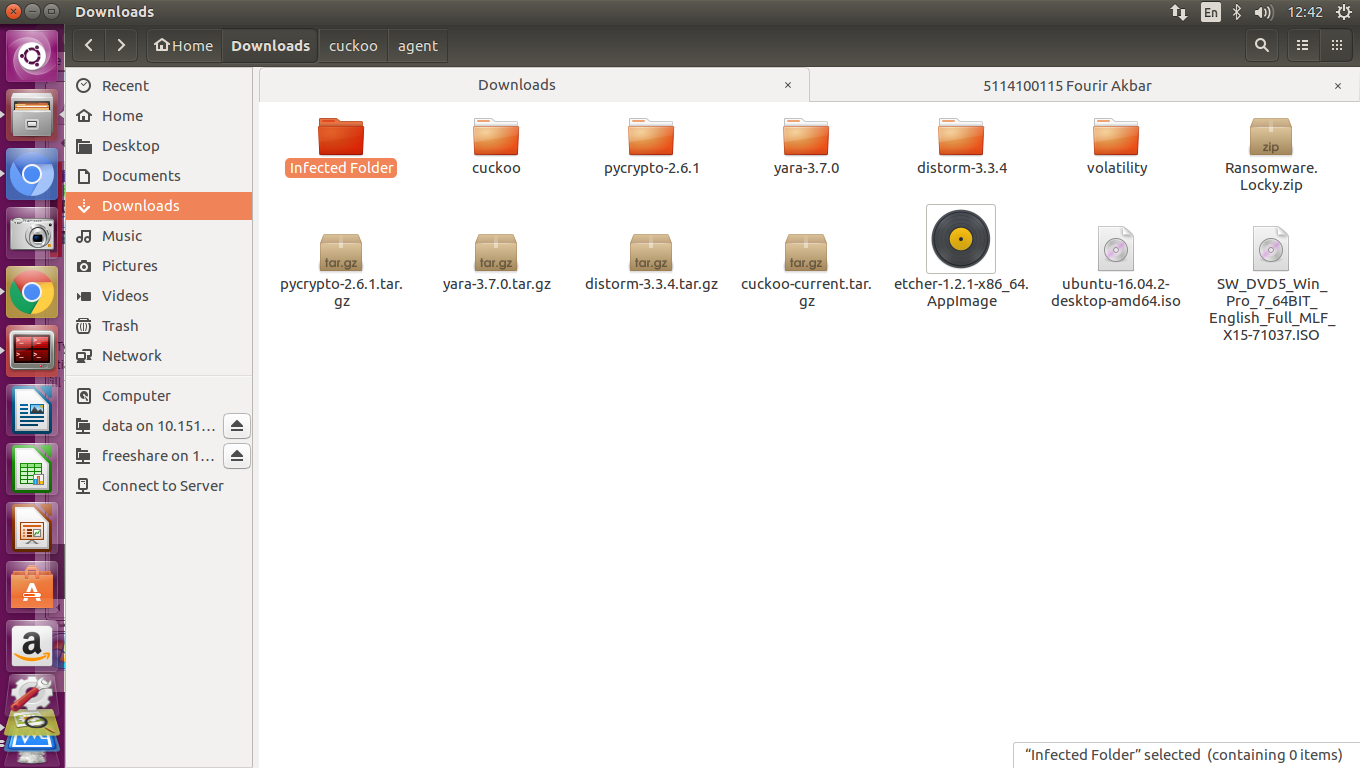 Downloads
En
12:42
Home
Downloads
cuckoo
agent
Recent
Home
Desktop
Documents
Downloads
Music
Pictures
Videos
Trash
Network
Computer
data on 10.151...
freeshare on 1...
Connect to Server
Downloads
5114100115 Fourir Akbar
Infected Folder
cuckoo
pycrypto-2.6.1
yara-3.7.0
distorm-3.3.4
volatility
zip
Ransomware.
Locky.zip
tar.gz
pycrypto-2.6.1.tar.
gz
tar.gz
yara-3.7.0.tar.gz
tar.gz
distorm-3.3.4.tar.gz
tar.gz
cuckoo-current.tar.
gz
etcher-1.2.1-x86_64.
AppImage
ubuntu-16.04.2-
desktop-amd64.iso
SW_DVD5_Win_
Pro_7_64BIT_
English_Full_MLF_
X15-71037.ISO
“Infected Folder” selected (containing 0 items)